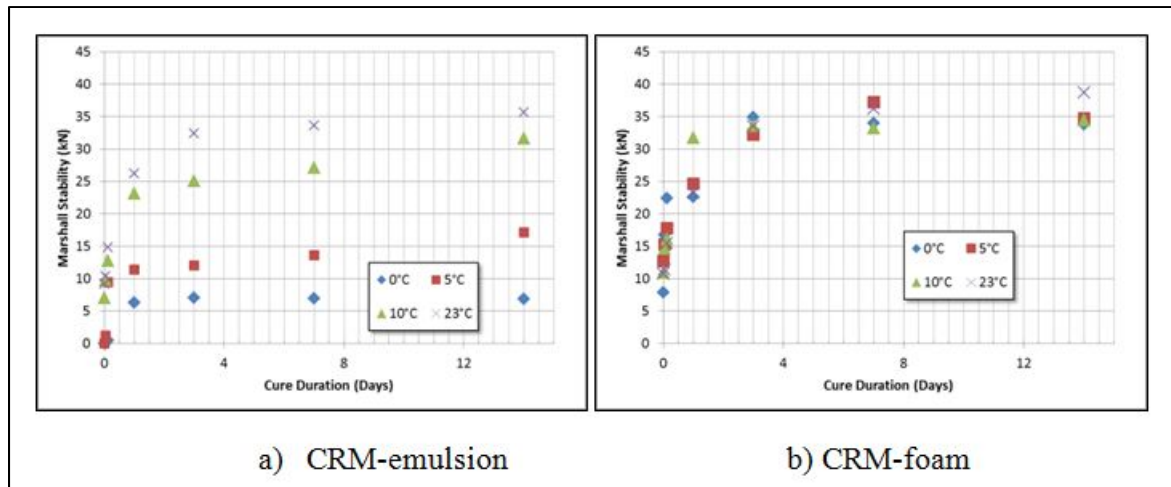 45
40
35
30
25
20
15
10
5
0
Marshall Stability (kN)
0°C 5°C
10°C 23°C
0 4 8 12
Cure Duration (Days)
45
40
35
30
25
20
15
10
5
0
Marshall Stability (kN)
0°C 5°C
10°C 23°C
0 4 8 12
Cure Duration (Days)
a) CRM-emulsion
b) CRM-foam